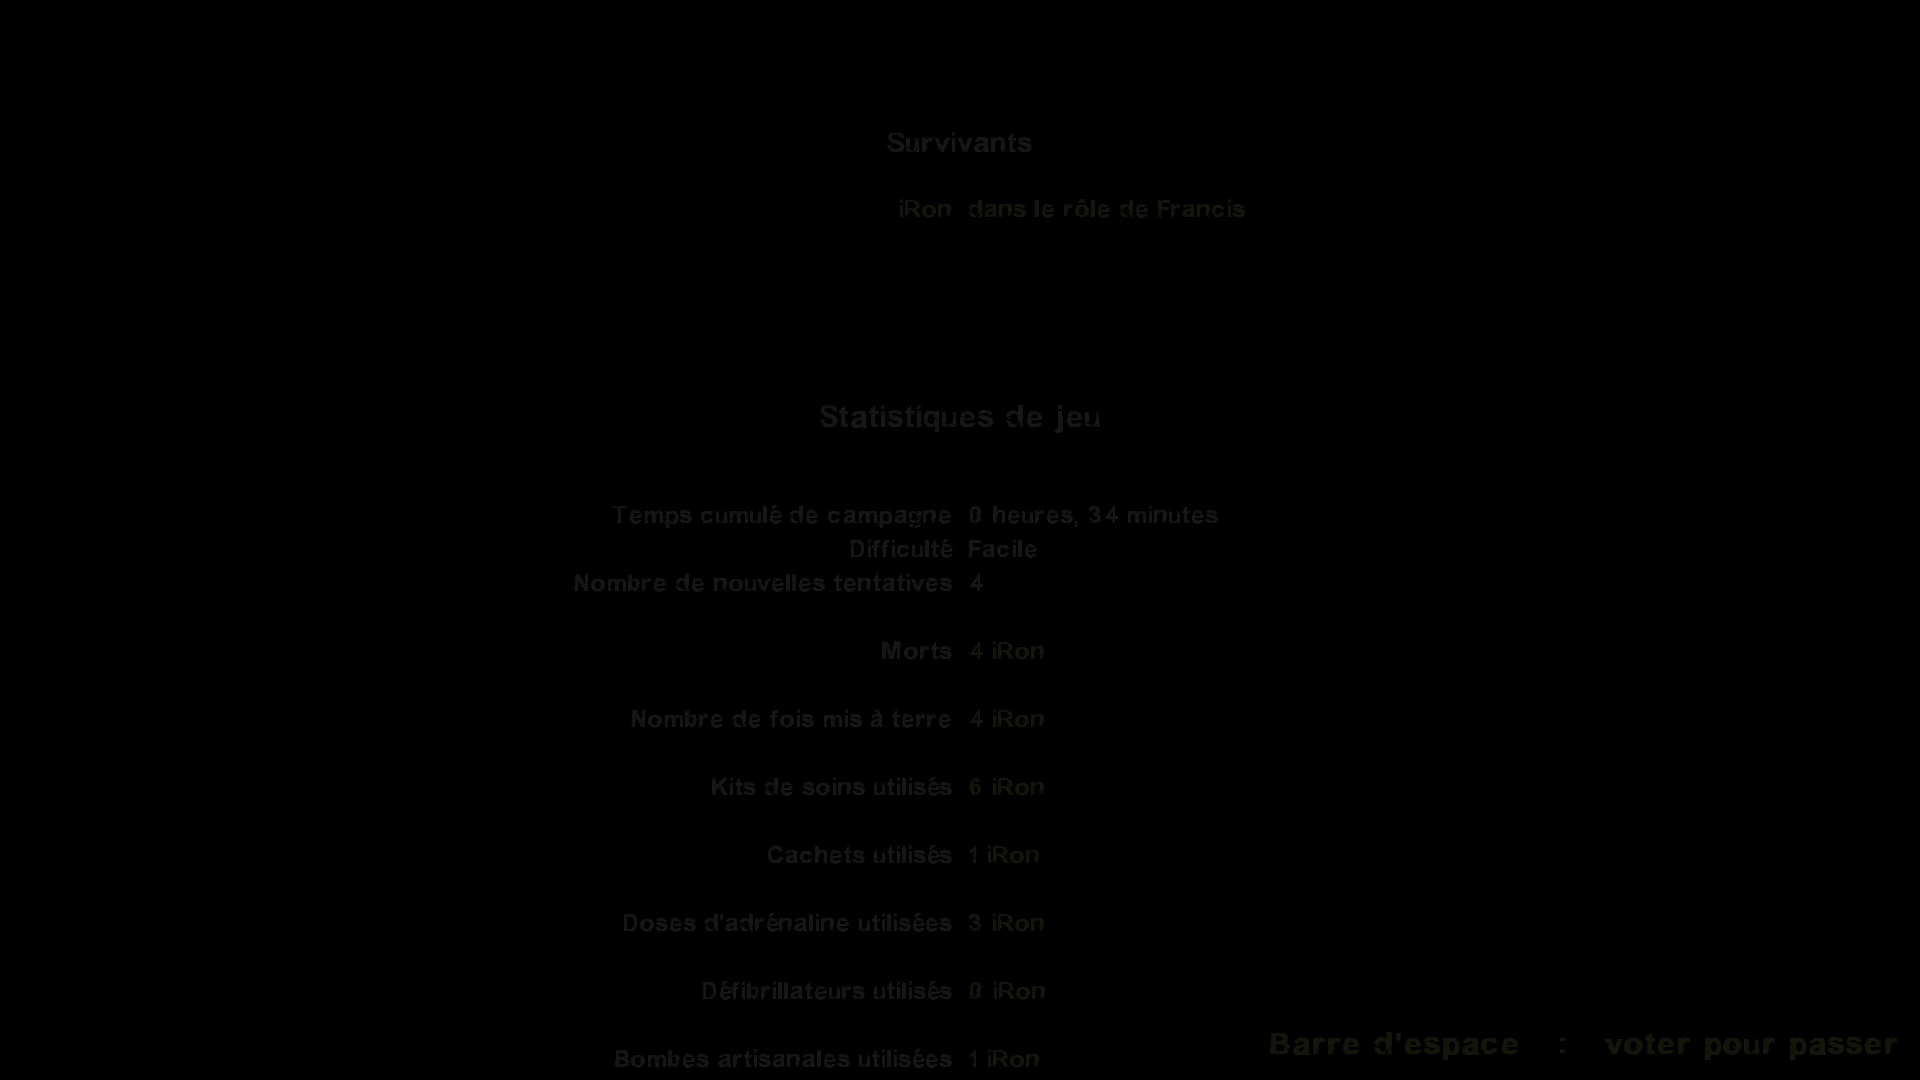 Survivants
iRon dans le rôle de Francis
Statistiques de jeu
Temps cumulé de campagne 0 heures, 34 minutes
Difficulté Facile
Nombre de nouvelles tentatives 4
Morts 4 iRon
Nombre de fois mis à terre 4 iRon
Kits de soins utilisés 6 iRon
Cachets utilisés 1 iRon
Doses d'adrénaline utilisées 3 iRon
Défibrillateurs utilisés 0 iRon
Bombes artisanales utilisées 1 iRon
Barre d'espace : voter pour passer